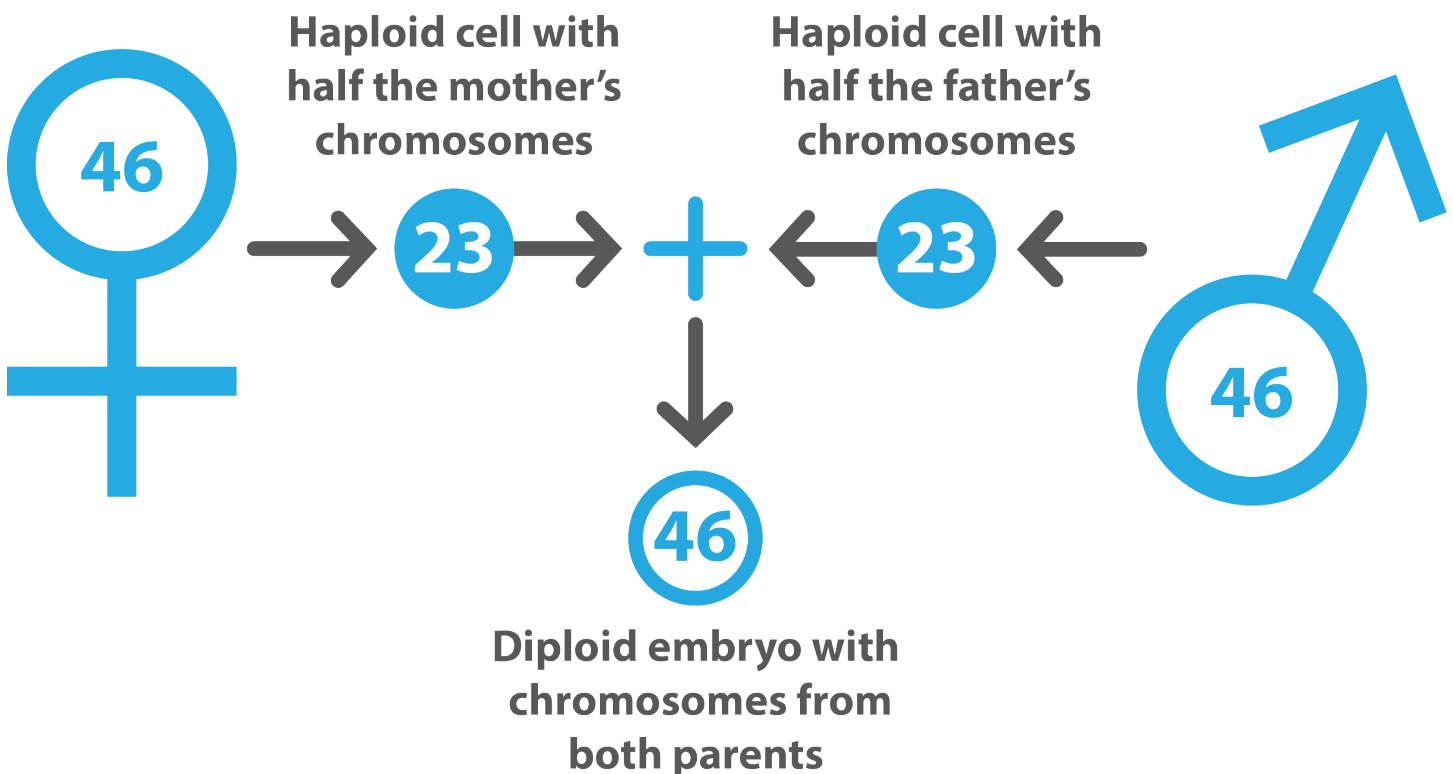 Haploid cell with
half the mother’s
chromosomes
Haploid cell with
half the father’s
chromosomes
46
23
23
46
46
Diploid embryo with
chromosomes from
both parents